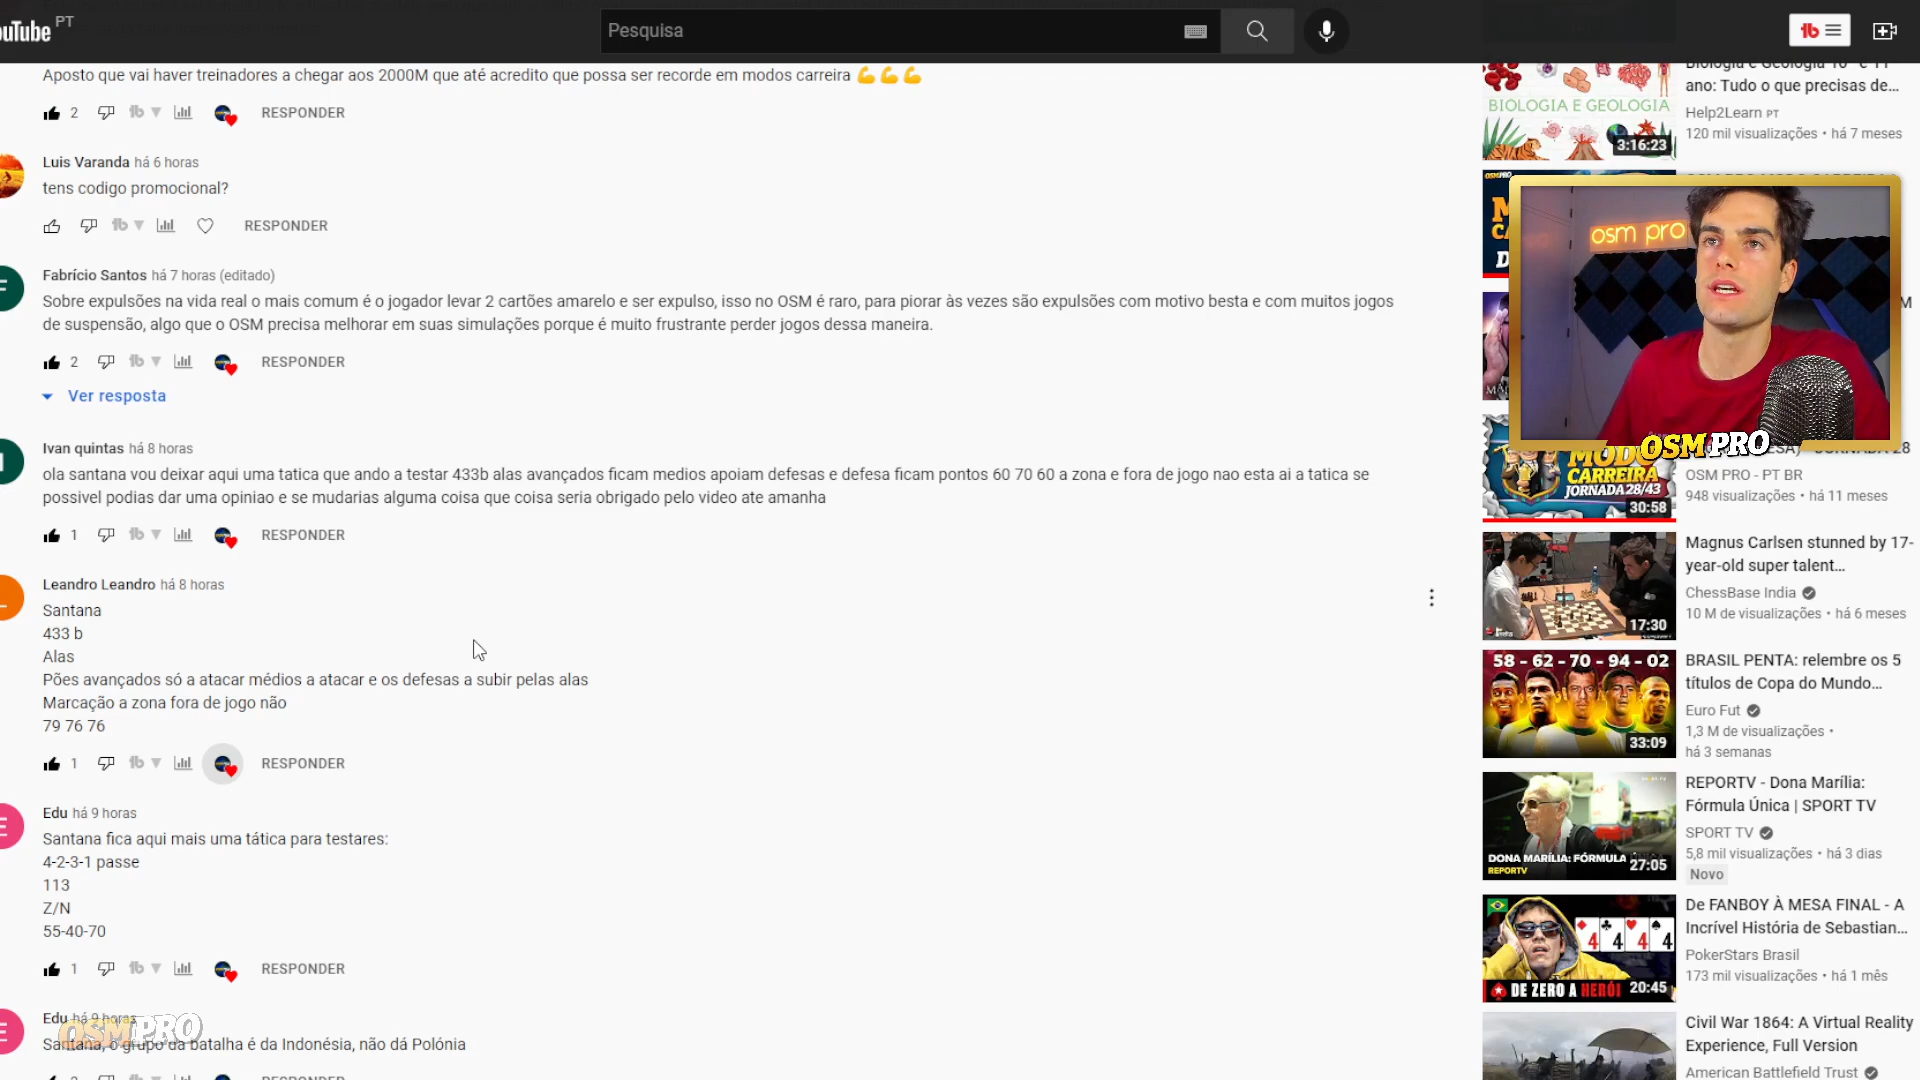 ouTube PT
Pesquisa
Aposto que vai haver treinadores a chegar aos 2000M que até acredito que possa ser recorde em modos carreira 💪💪💪
2 RESPONDER
Luis Varanda há 6 horas
tens codigo promocional?
RESPONDER
Fabrício Santos há 7 horas (editado)
Sobre expulsões na vida real o mais comum é o jogador levar 2 cartões amarelo e ser expulso, isso no OSM é raro, para piorar às vezes são expulsões com motivo besta e com muitos jogos
de suspensão, algo que o OSM precisa melhorar em suas simulações porque é muito frustrante perder jogos dessa maneira.
2 RESPONDER
Ver resposta
Ivan quintas há 8 horas
ola santana vou deixar aqui uma tatica que ando a testar 433b alas avançados ficam medios apoiam defesas e defesa ficam pontos 60 70 60 a zona e fora de jogo nao esta ai a tatica se
possivel podias dar uma opiniao e se mudarias alguma coisa que coisa seria obrigado pelo video ate amanha
1 RESPONDER
Leandro Leandro há 8 horas
Santana
433 b
Alas
Pões avançados só a atacar médios a atacar e os defesas a subir pelas alas
Marcação a zona fora de jogo não
79 76 76
1 RESPONDER
Edu há 9 horas
Santana fica aqui mais uma tática para testares:
4-2-3-1 passe
113
Z/N
55-40-70
1 RESPONDER
Edu há 9 horas
Santana, o grupo da batalha é da Indonésia, não dá Polónia
OSM PRO
RESPONDER
BIOLOGIA E GEOLOGIA
3:16:23
Biologia e Geologia 10º e 11º
ano: Tudo o que precisas de...
Help2Learn PT
120 mil visualizações • há 7 meses
osm pro
OSM PRO
MODO
CARREIRA
JORNADA 28/43
30:58
JORNADA 28
OSM PRO - PT BR
948 visualizações • há 11 meses
17:30
Magnus Carlsen stunned by 17-
year-old super talent...
ChessBase India
10 M de visualizações • há 6 meses
58 - 62 - 70 - 94 - 02
33:09
BRASIL PENTA: relembre os 5
títulos de Copa do Mundo...
Euro Fut
1,3 M de visualizações •
há 3 semanas
DONA MARÍLIA: FÓRMULA
REPORTV
27:05
REPORTV - Dona Marília:
Fórmula Única | SPORT TV
SPORT TV
5,8 mil visualizações • há 3 dias
Novo
4 4 4 4
DE ZERO A HERÓI
20:45
De FANBOY À MESA FINAL - A
Incrível História de Sebastian...
PokerStars Brasil
173 mil visualizações • há 1 mês
Civil War 1864: A Virtual Reality
Experience, Full Version
American Battlefield Trust